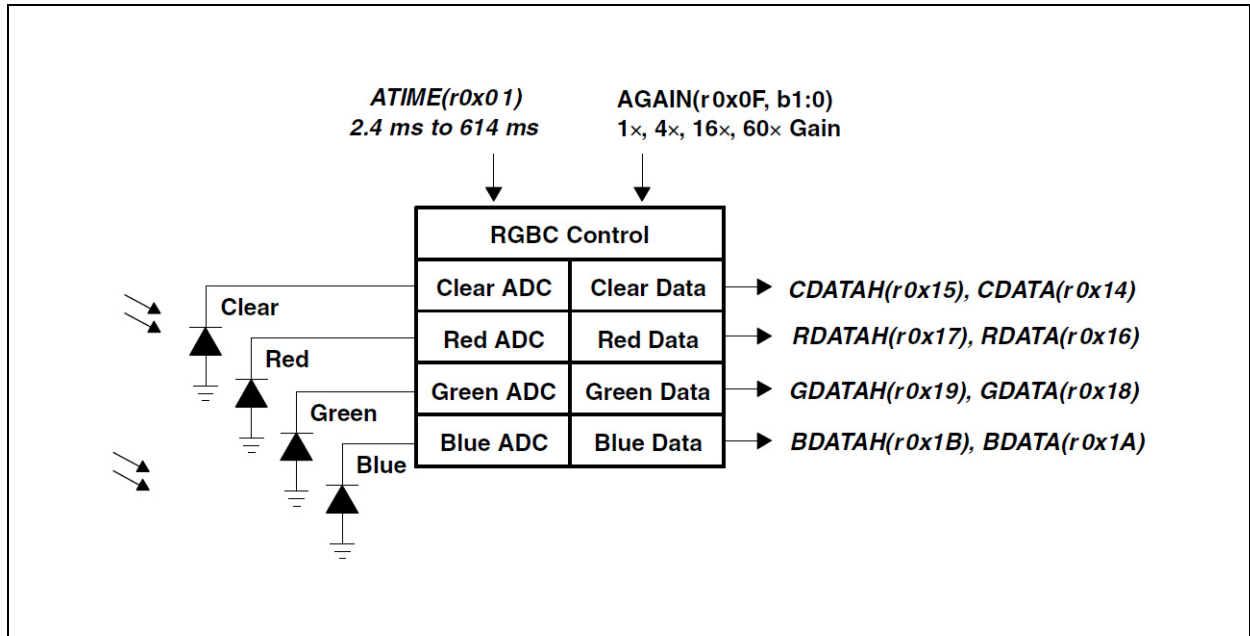 ATIME(r0x01)
2.4 ms to 614 ms
AGAIN(r0x0F, b1:0)
1×, 4×, 16×, 60× Gain
RGBC Control
Clear
Clear ADC
Clear Data
CDATAH(r0x15), CDATA(r0x14)
Red
Red ADC
Red Data
RDATAH(r0x17), RDATA(r0x16)
Green
Green ADC
Green Data
GDATAH(r0x19), GDATA(r0x18)
Blue
Blue ADC
Blue Data
BDATAH(r0x1B), BDATA(r0x1A)